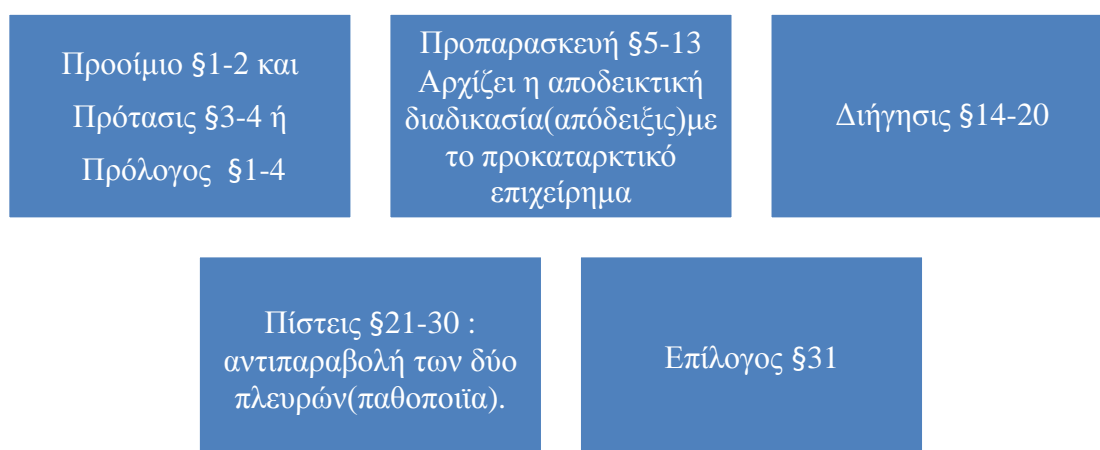 Προοίμιο §1-2 και
Πρότασις §3-4 ή
Πρόλογος §1-4
Προπαρασκευή §5-13
Αρχίζει η αποδεικτική
διαδικασία(απόδειξις)με
το προκαταρκτικό
επιχείρημα
Διήγησις §14-20
Πίστεις §21-30 :
αντιπαραβολή των δύο
πλευρών(παθοποιϊα).
Επίλογος §31